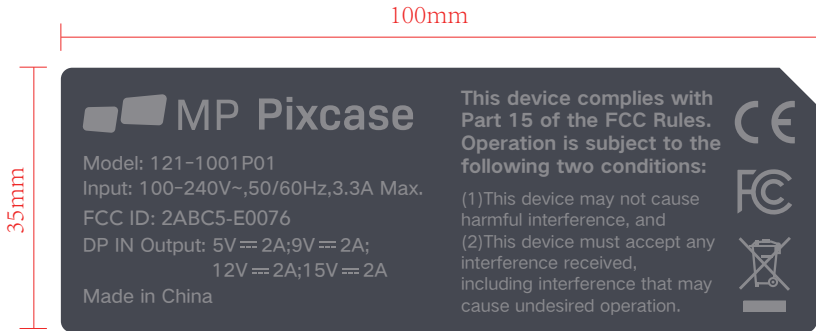 100mm
35mm
MP Pixcase
Model: 121-1001P01
Input: 100-240V~,50/60Hz,3.3A Max.
FCC ID: 2ABC5-E0076
DP IN Output: 5V⎓2A;9V⎓2A;
12V⎓2A;15V⎓2A
Made in China
This device complies with
Part 15 of the FCC Rules.
Operation is subject to the
following two conditions:
(1)This device may not cause
harmful interference, and
(2)This device must accept any
interference received,
including interference that may
cause undesired operation.
CE
FC